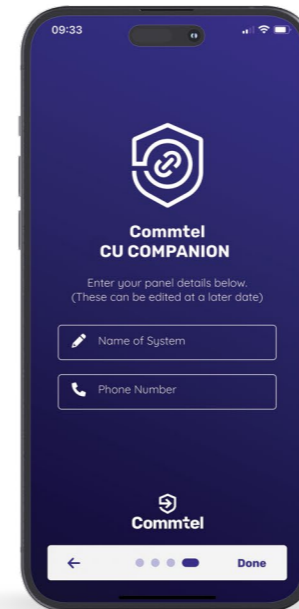 09:33
Commtel
CU COMPANION
Enter your panel details below.
(These can be edited at a later date)
Name of System
Phone Number
Commtel
Done